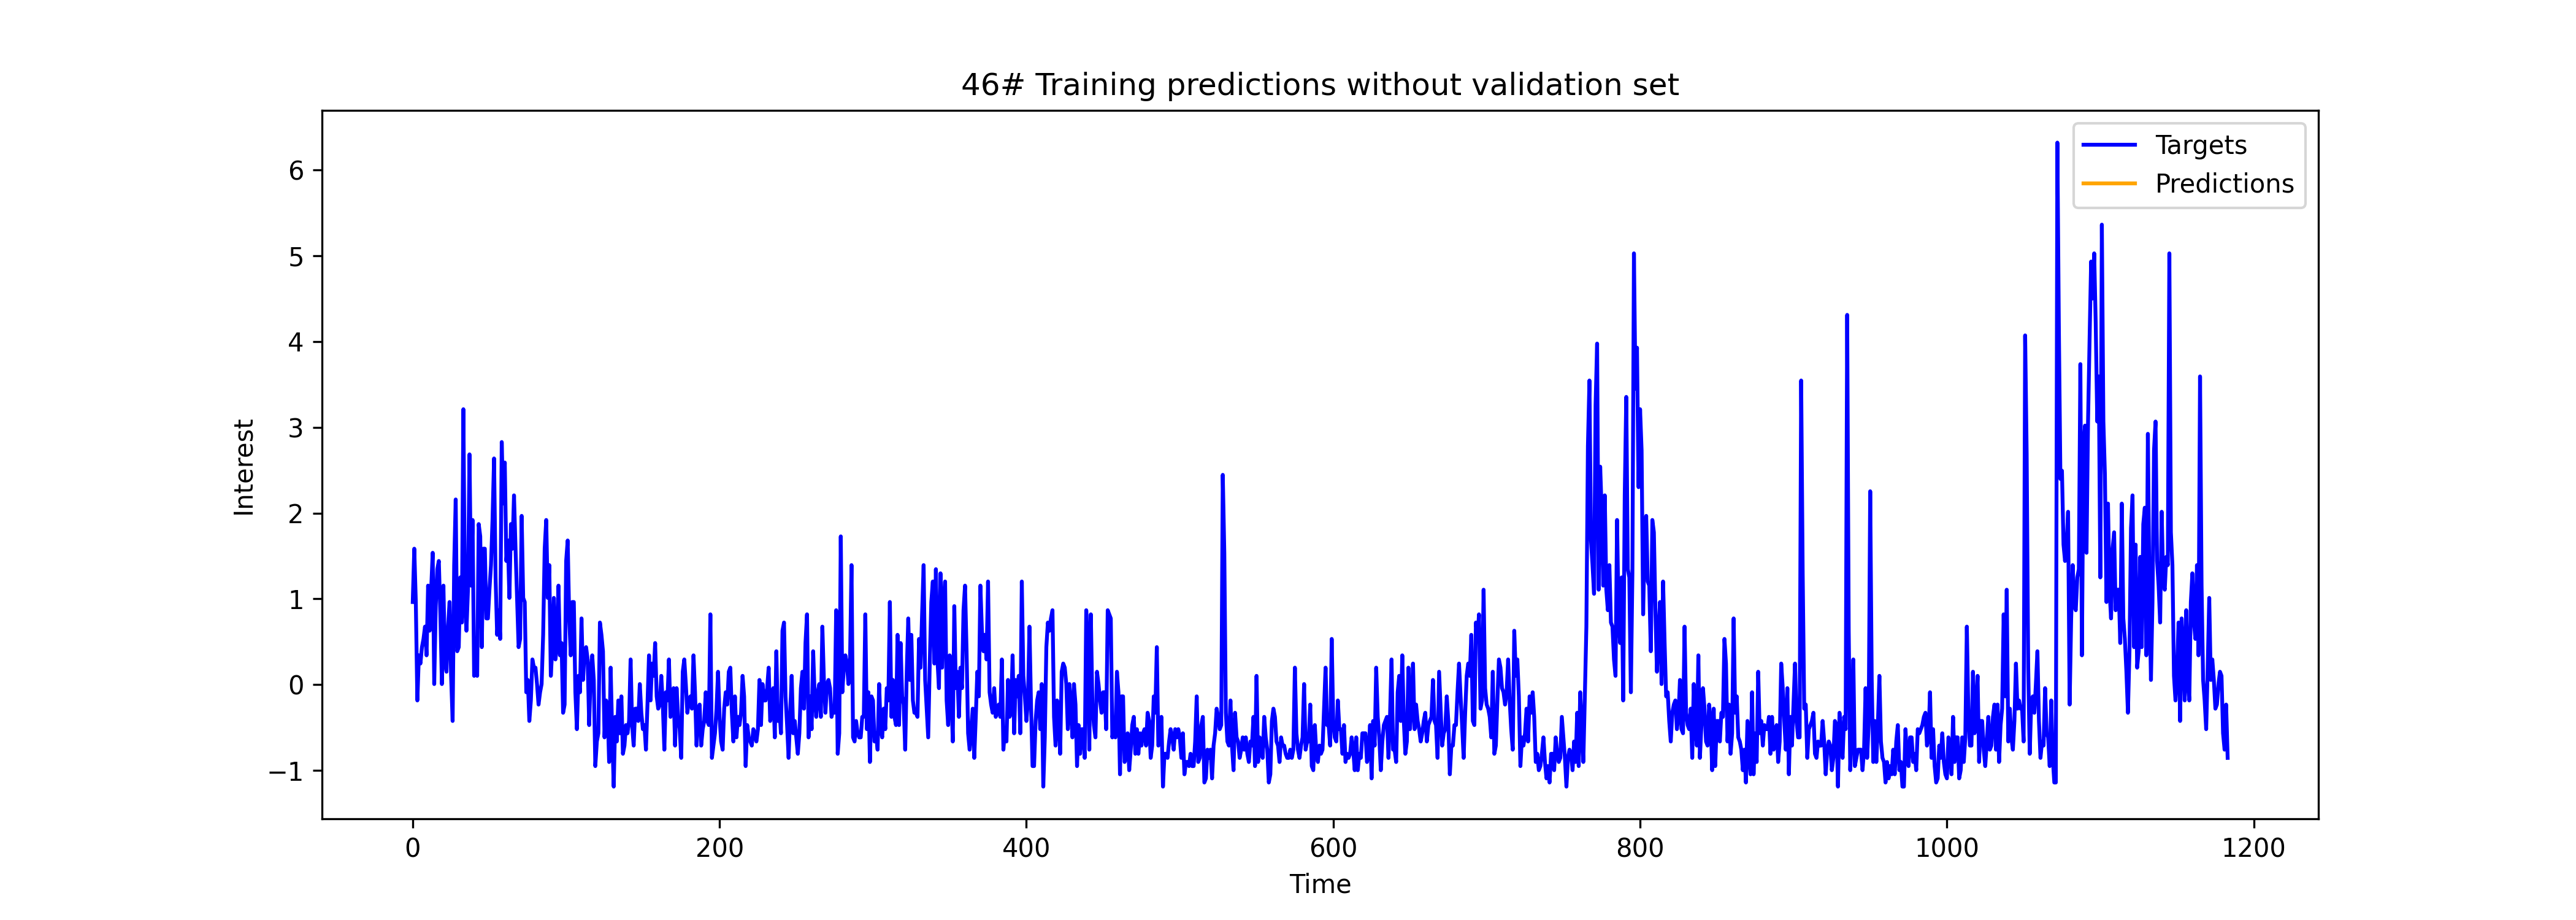 46# Training predictions without validation set
Targets
Predictions
Interest
6
5
4
3
2
1
0
−1
0 200 400 600 800 1000 1200
Time